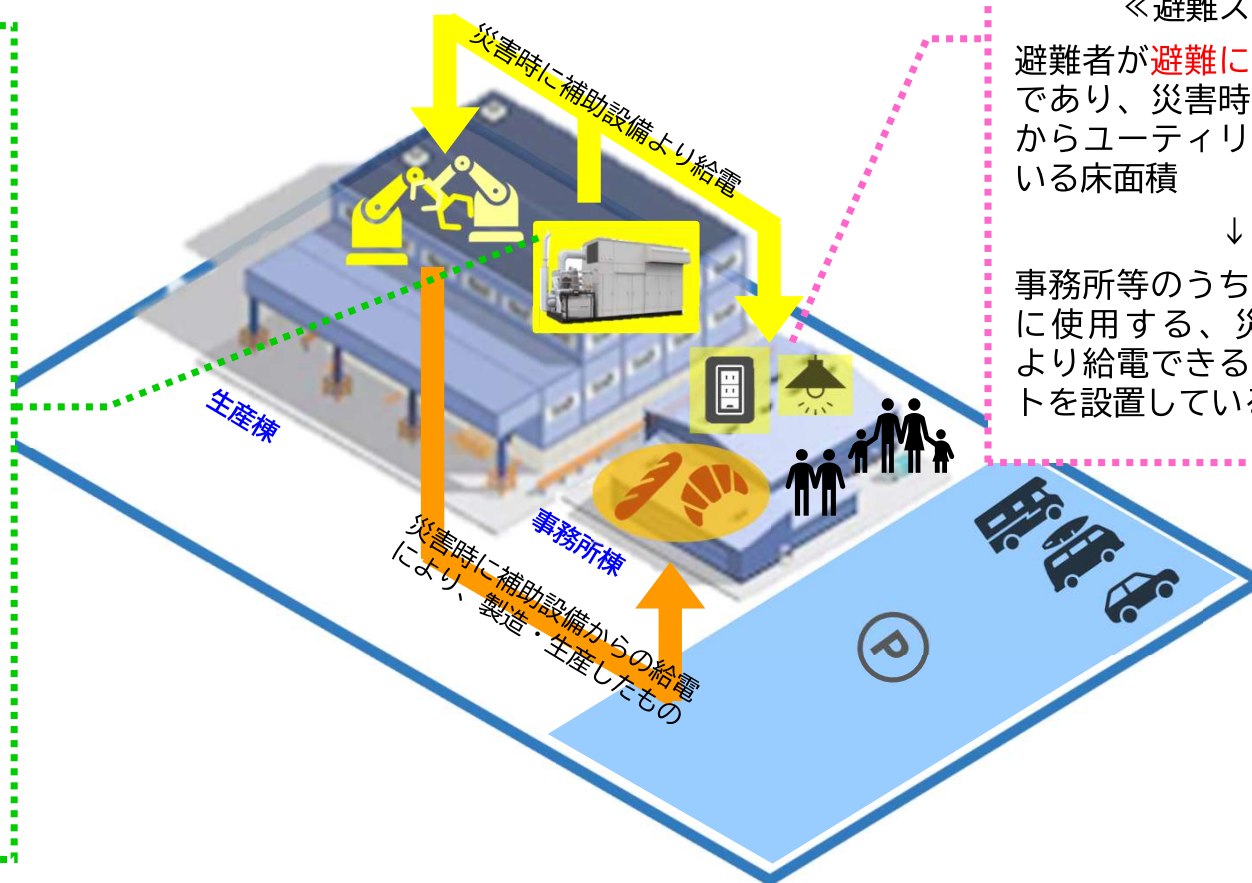 災害時に補助設備より給電
生産棟
事務所棟
災害時に補助設備からの給電
により、製造・生産したもの
P
≪避難ス
避難者が避難に
であり、災害時
からユーティリ
いる床面積
↓
事務所等のうち
に使用する、災
より給電できる
トを設置してい